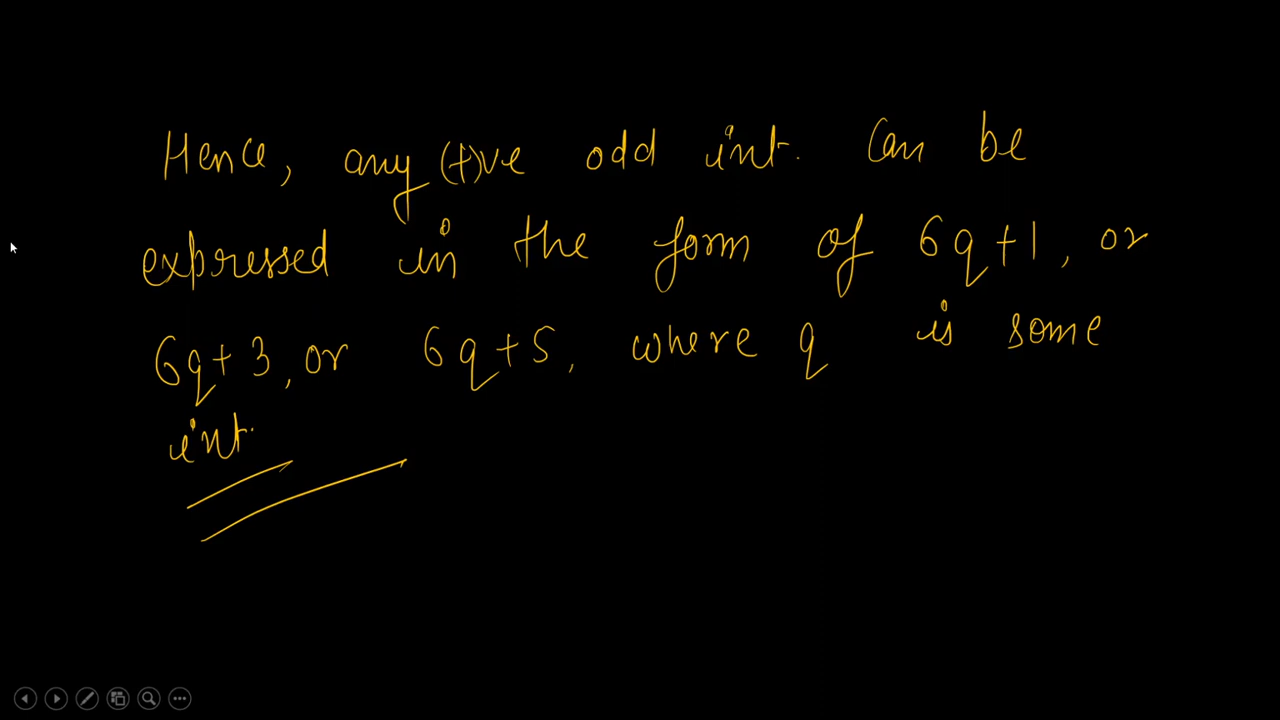 Hence, any (+)ve odd int. Can be
expressed in the form of 6q+1, or
6q+3, or 6q+5, where q is some
int.